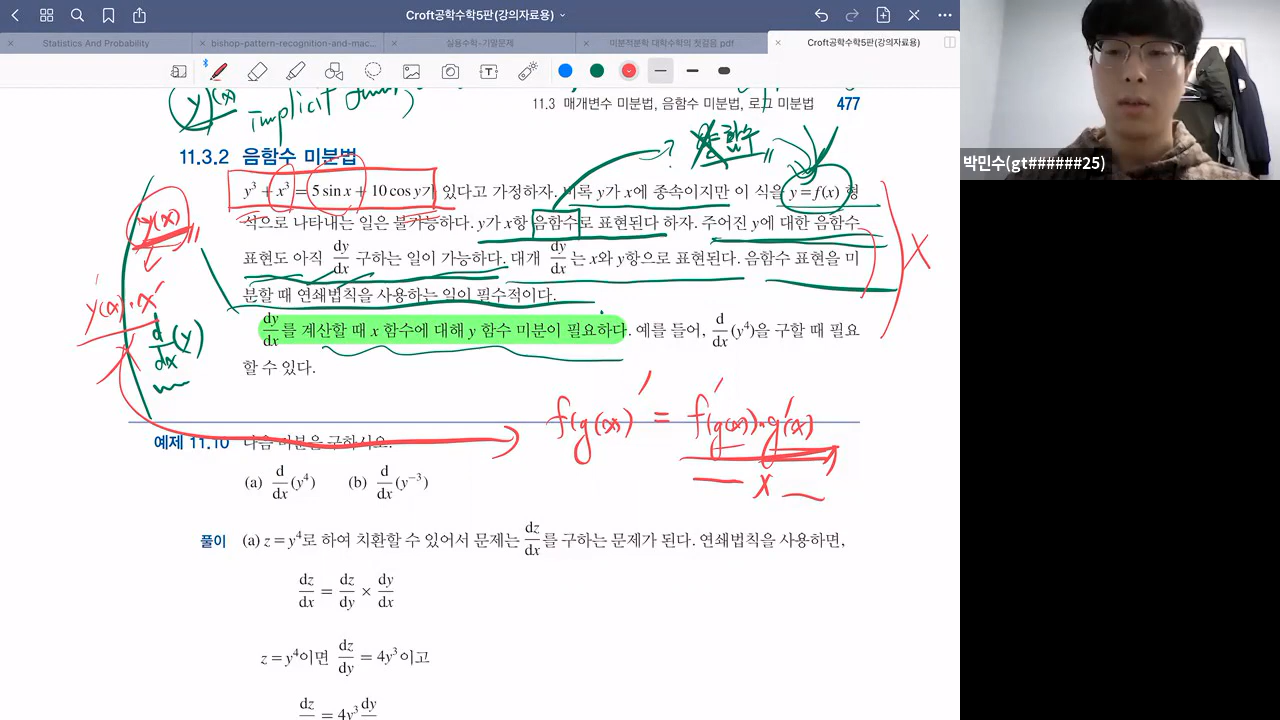 Croft공학수학5판(강의자료용)
Statistics And Probability
bishop-pattern-recognition-and-mac...
실용수학-기말문제
미분적분학 대학수학의 첫걸음.pdf
Croft공학수학5판(강의자료용)
(y)(x) implicit
11.3 매개변수 미분법, 음함수 미분법, 로그 미분법 477
11.3.2 음함수 미분법
? 양함수
y³ + x³ = 5 sin x + 10 cos y가 있다고 가정하자. 비록 y가 x에 종속이지만 이 식을 y = f(x) 형
식으로 나타내는 일은 불가능하다. y가 x항 음함수로 표현된다 하자. 주어진 y에 대한 음함수
표현도 아직 dy/dx 구하는 일이 가능하다. 대개 dy/dx는 x와 y항으로 표현된다. 음함수 표현을 미
분할 때 연쇄법칙을 사용하는 일이 필수적이다.
dy/dx를 계산할 때 x 함수에 대해 y 함수 미분이 필요하다. 예를 들어, d/dx(y⁴)을 구할 때 필요
할 수 있다.
y(x)
y'(x)·x'
d/dx(y)
X
f(g(x))' = f'(g(x))·g'(x)
X
예제 11.10 다음 미분을 구하시오.
(a) d/dx(y⁴) (b) d/dx(y⁻³)
풀이 (a) z = y⁴로 하여 치환할 수 있어서 문제는 dz/dx를 구하는 문제가 된다. 연쇄법칙을 사용하면,
dz/dx = dz/dy × dy/dx
z = y⁴이면 dz/dy = 4y³이고
dz/ = 4y³ dy/
박민수(gt######25)